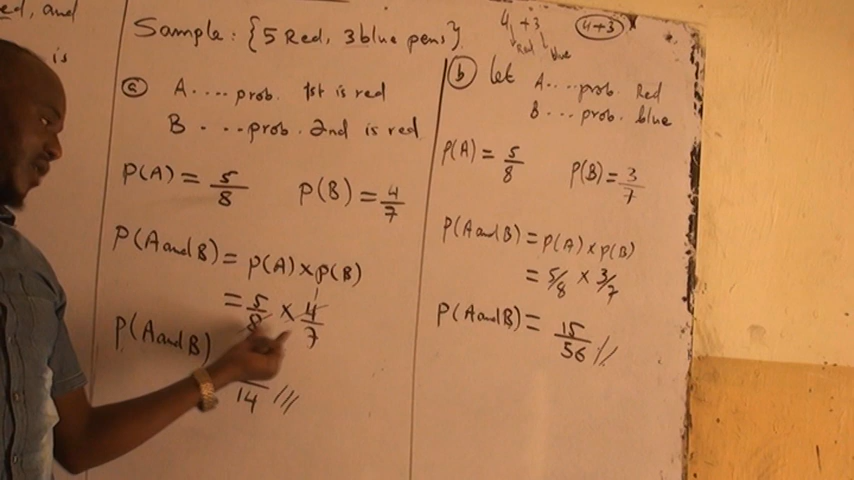 ed, and
is
Sample: {5 Red, 3 blue pens}
4 + 3
Red blue
4+3
a A.... prob. 1st is red
B.... prob. 2nd is red
P(A) = 5/8 P(B) = 4/7
P(A and B) = P(A) x P(B)
= 5/8 x 4/7
P(A and B)
14 ///
b let A...prob. Red
B... prob. blue
P(A) = 5/8 P(B) = 3/7
P(A and B) = P(A) x P(B)
= 5/8 x 3/7
P(A and B) = 15/56 //